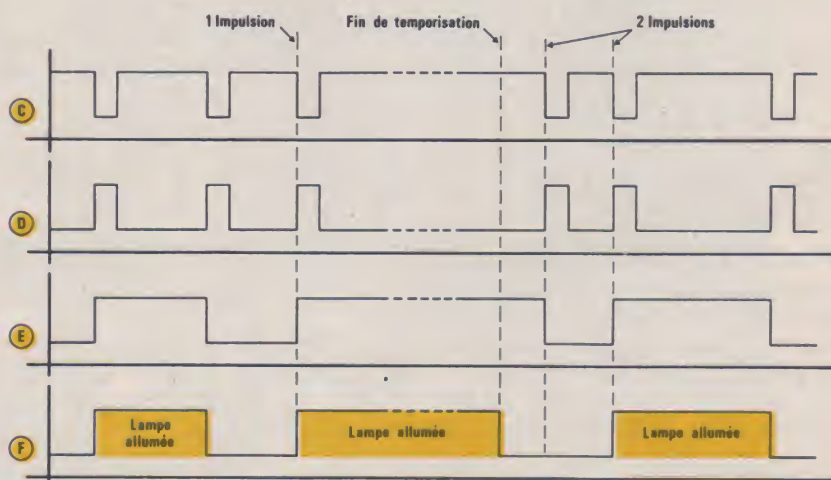 1 Impulsion
Fin de temporisation
2 Impulsions
C
D
E
F
Lampe
allumée
Lampe allumée
Lampe allumée